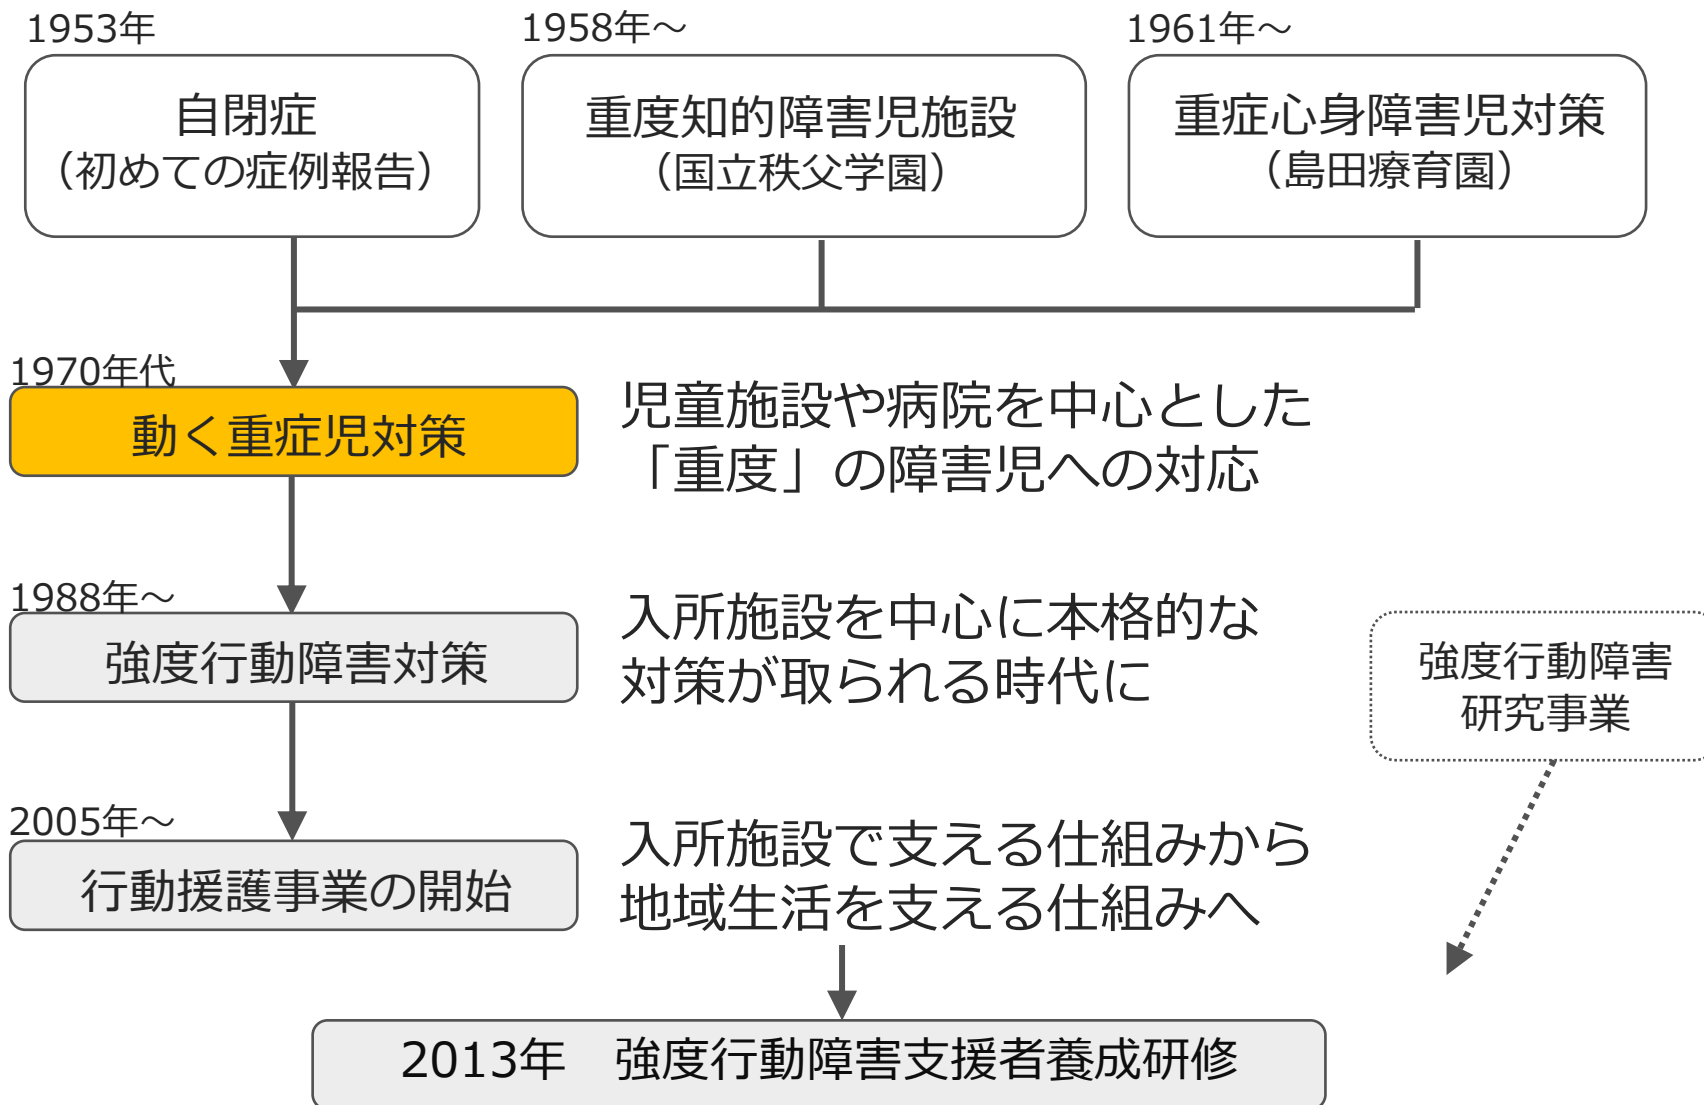 1953年
自閉症
（初めての症例報告）
1958年～
重度知的障害児施設
（国立秩父学園）
1961年～
重症心身障害児対策
（島田療育園）
1970年代
動く重症児対策
児童施設や病院を中心とした
「重度」の障害児への対応
1988年～
強度行動障害対策
入所施設を中心に本格的な
対策が取られる時代に
強度行動障害
研究事業
2005年～
行動援護事業の開始
入所施設で支える仕組みから
地域生活を支える仕組みへ
2013年　強度行動障害支援者養成研修